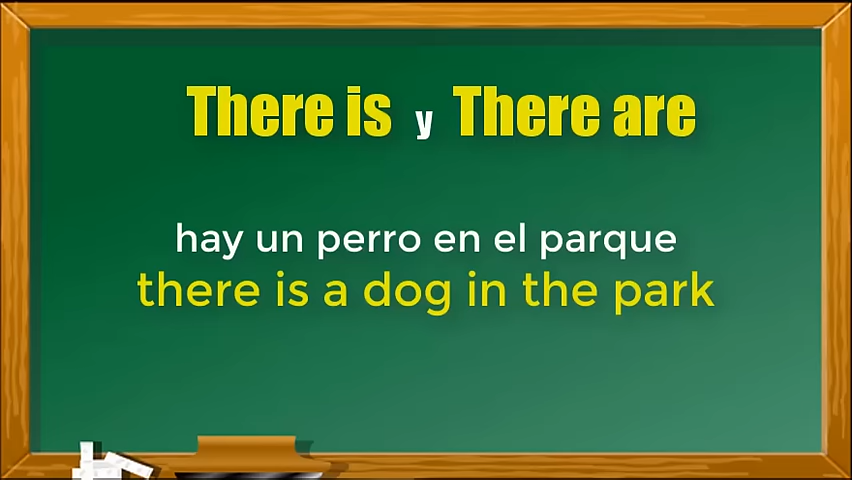 There is y There are
hay un perro en el parque
there is a dog in the park